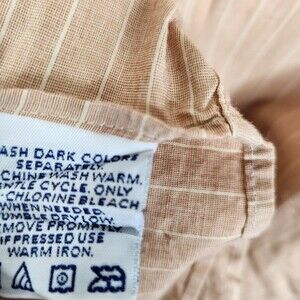 ASH DARK COLORS
SEPARATELY
CHINE WASH WARM,
NTLE CYCLE. ONLY
-CHLORINE BLEACH
WHEN NEEDED.
UMBLE DRY LOW.
REMOVE PROMPTLY.
IF PRESSED USE
WARM IRON.